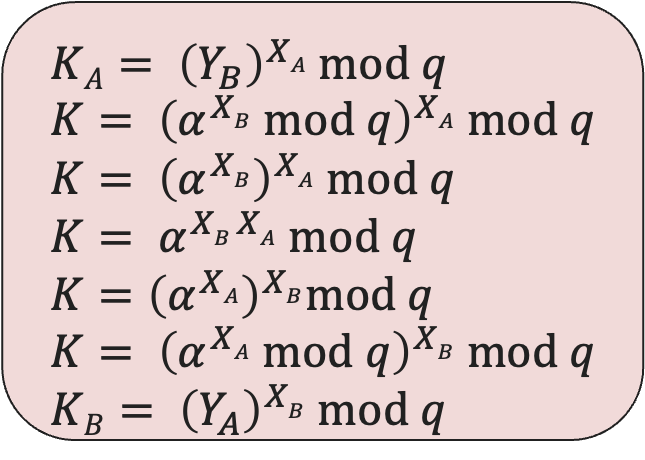 K_A = (Y_B)^{X_A} mod q
K = (α^{X_B} mod q)^{X_A} mod q
K = (α^{X_B})^{X_A} mod q
K = α^{X_B X_A} mod q
K = (α^{X_A})^{X_B} mod q
K = (α^{X_A} mod q)^{X_B} mod q
K_B = (Y_A)^{X_B} mod q